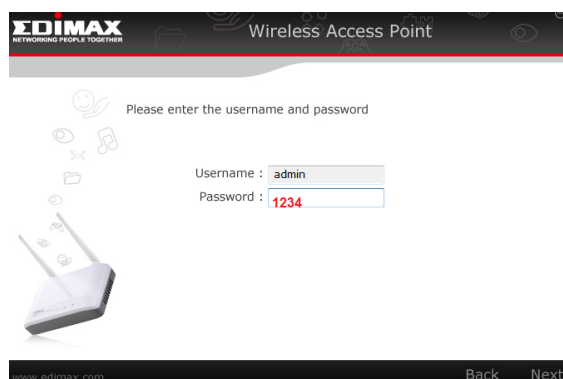 EDIMAX
NETWORKING PEOPLE TOGETHER
Wireless Access Point
Please enter the username and password
Username : admin
Password : 1234
www.edimax.com
Back Next